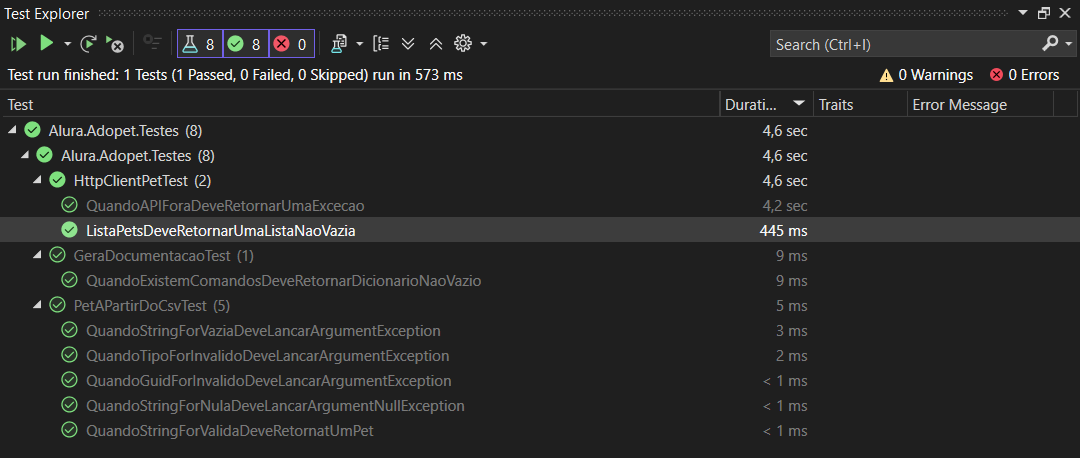 Test Explorer
8 8 0
Search (Ctrl+I)
Test run finished: 1 Tests (1 Passed, 0 Failed, 0 Skipped) run in 573 ms
0 Warnings 0 Errors
Test Durati... Traits Error Message
Alura.Adopet.Testes (8) 4,6 sec
Alura.Adopet.Testes (8) 4,6 sec
HttpClientPetTest (2) 4,6 sec
QuandoAPIForaDeveRetornarUmaExcecao 4,2 sec
ListaPetsDeveRetornarUmaListaNaoVazia 445 ms
GeraDocumentacaoTest (1) 9 ms
QuandoExistemComandosDeveRetornarDicionarioNaoVazio 9 ms
PetAPartirDoCsvTest (5) 5 ms
QuandoStringForVaziaDeveLancarArgumentException 3 ms
QuandoTipoForInvalidoDeveLancarArgumentException 2 ms
QuandoGuidForInvalidoDeveLancarArgumentException < 1 ms
QuandoStringForNulaDeveLancarArgumentNullException < 1 ms
QuandoStringForValidaDeveRetornatUmPet < 1 ms